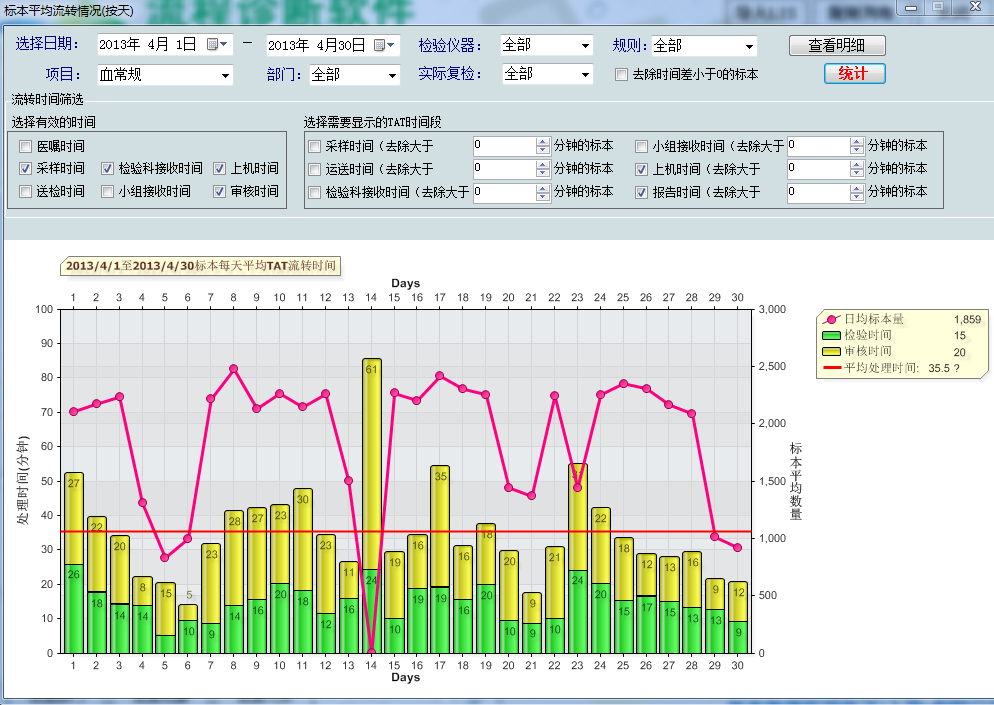 标本平均流转情况(按天)
选择日期： 2013年 4月 1日 — 2013年 4月30日 检验仪器： 全部 规则： 全部 查看明细
项目： 血常规 部门： 全部 实际复检： 全部 去除时间差小于0的标本 统计
流转时间筛选
选择有效的时间 选择需要显示的TAT时间段
医嘱时间 采样时间（去除大于 0 分钟的标本 小组接收时间（去除大于 0 分钟的标本
采样时间 检验科接收时间 上机时间 运送时间（去除大于 0 分钟的标本 上机时间（去除大于 0 分钟的标本
送检时间 小组接收时间 审核时间 检验科接收时间（去除大于 0 分钟的标本 报告时间（去除大于 0 分钟的标本
2013/4/1至2013/4/30标本每天平均TAT流转时间
Days
1 2 3 4 5 6 7 8 9 10 11 12 13 14 15 16 17 18 19 20 21 22 23 24 25 26 27 28 29 30
100 90 80 70 60 50 40 30 20 10 0
处理时间(分钟)
27 22 20 8 15 5 23 28 27 23 30 23 11 61 19 16 35 16 18 20 9 21 22 18 12 13 16 9 12
26 18 14 14 10 9 14 16 20 18 12 16 24 10 19 19 16 20 10 9 10 24 20 15 17 15 13 13 9
3,000 2,500 2,000 1,500 1,000 500 0
标本平均数量
1 2 3 4 5 6 7 8 9 10 11 12 13 14 15 16 17 18 19 20 21 22 23 24 25 26 27 28 29 30
Days
日均标本量 1,859
检验时间 15
审核时间 20
平均处理时间: 35.5 ?